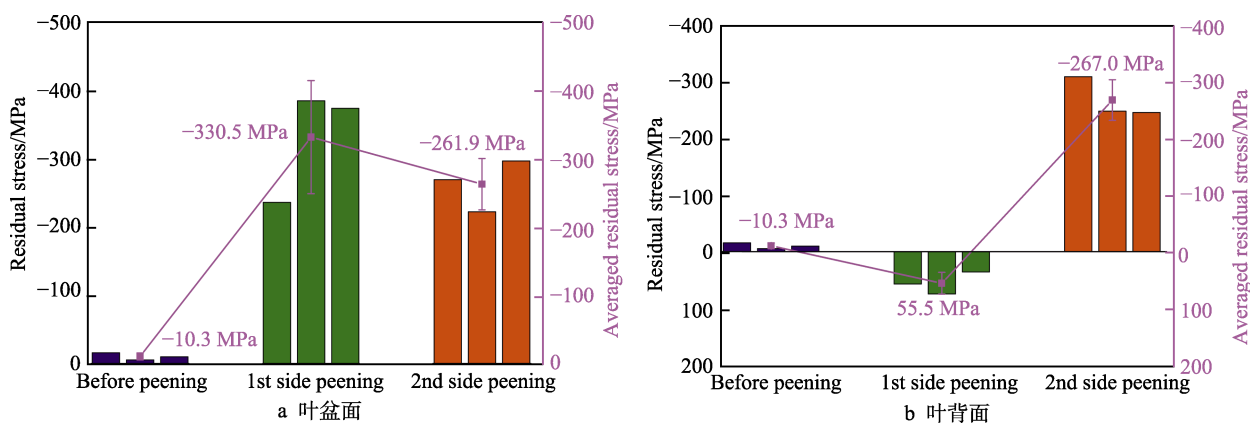 −500
−400
−300
−200
−100
0
Residual stress/MPa
−10.3 MPa
−330.5 MPa
−261.9 MPa
−500
−400
−300
−200
−100
0
Averaged residual stress/MPa
Before peening 1st side peening 2nd side peening
a 叶盆面
−400
−300
−200
−100
0
100
200
Residual stress/MPa
−10.3 MPa
55.5 MPa
−267.0 MPa
−400
−300
−200
−100
0
100
200
Averaged residual stress/MPa
Before peening 1st side peening 2nd side peening
b 叶背面